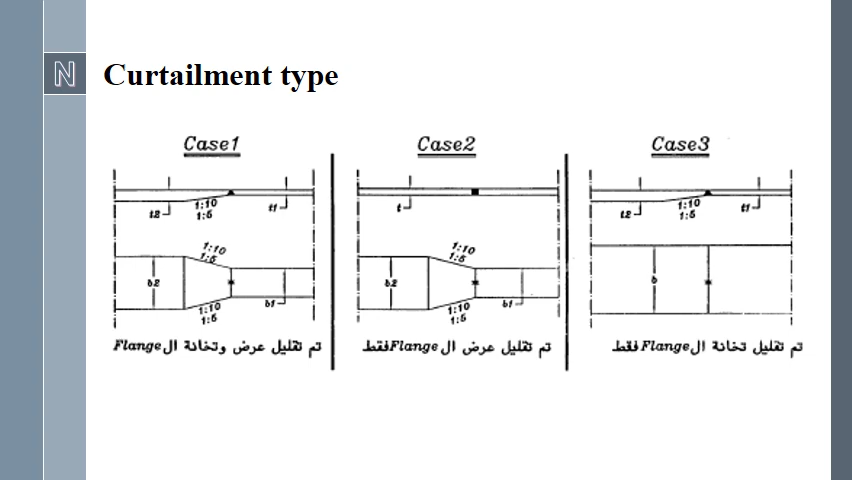 N
Curtailment type
Case1
t2
1:10
1:5
t1
1:10
1:5
b2
b1
1:10
1:5
تم تقليل عرض وتخانة ال Flange
Case2
t
1:10
1:5
b2
b1
1:10
1:5
تم تقليل عرض ال Flange فقط
Case3
t2
1:10
1:5
t1
b
تم تقليل تخانة ال Flange فقط